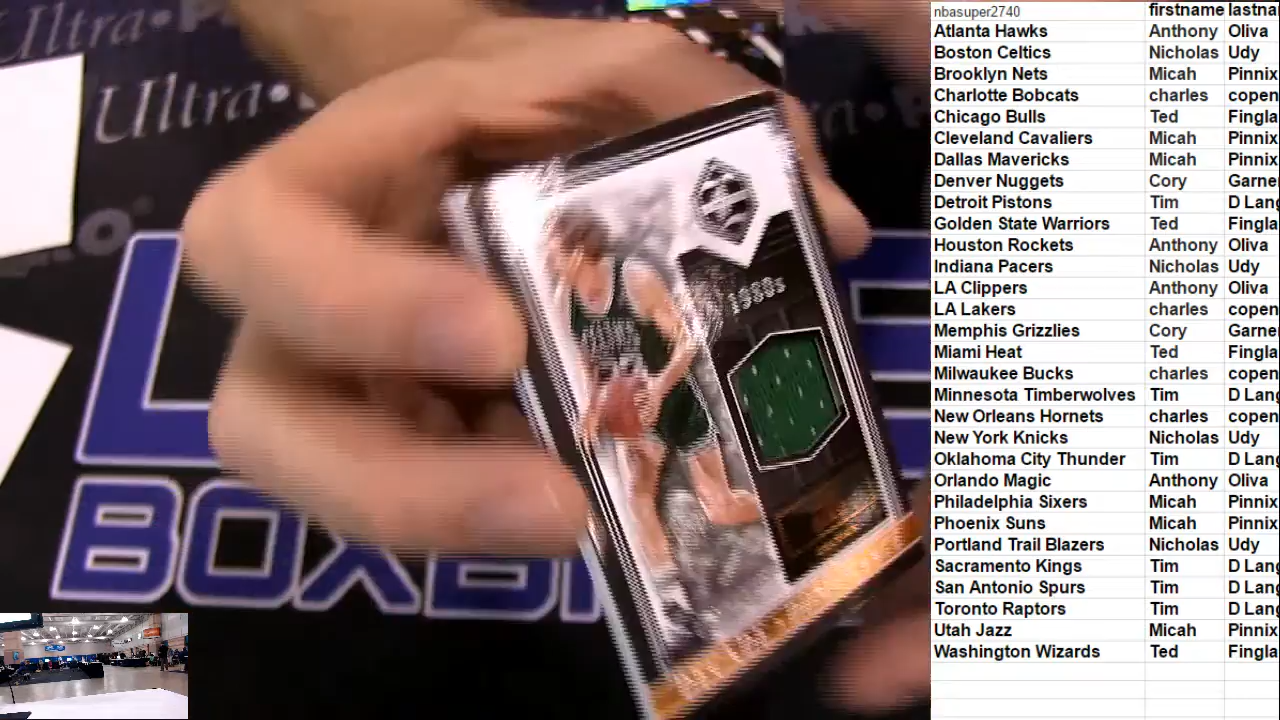 Ultra•P
Ultra•
1980s
BOXB
nbasuper2740 firstname lastna
Atlanta Hawks Anthony Oliva
Boston Celtics Nicholas Udy
Brooklyn Nets Micah Pinnix
Charlotte Bobcats charles copen
Chicago Bulls Ted Fingla
Cleveland Cavaliers Micah Pinnix
Dallas Mavericks Micah Pinnix
Denver Nuggets Cory Garne
Detroit Pistons Tim D Lang
Golden State Warriors Ted Fingla
Houston Rockets Anthony Oliva
Indiana Pacers Nicholas Udy
LA Clippers Anthony Oliva
LA Lakers charles copen
Memphis Grizzlies Cory Garne
Miami Heat Ted Fingla
Milwaukee Bucks charles copen
Minnesota Timberwolves Tim D Lang
New Orleans Hornets charles copen
New York Knicks Nicholas Udy
Oklahoma City Thunder Tim D Lang
Orlando Magic Anthony Oliva
Philadelphia Sixers Micah Pinnix
Phoenix Suns Micah Pinnix
Portland Trail Blazers Nicholas Udy
Sacramento Kings Tim D Lang
San Antonio Spurs Tim D Lang
Toronto Raptors Tim D Lang
Utah Jazz Micah Pinnix
Washington Wizards Ted Fingla